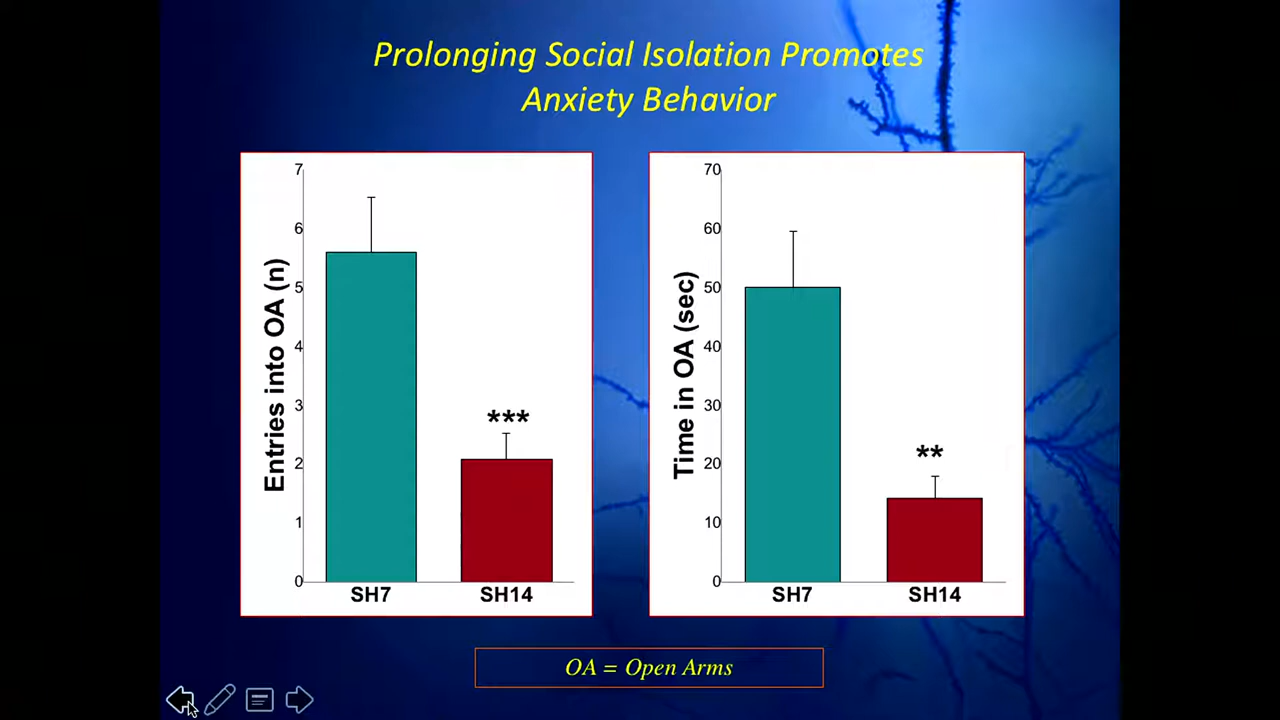 Prolonging Social Isolation Promotes
Anxiety Behavior
Entries into OA (n)
7
6
5
4
3
2
1
0
***
SH7
SH14
Time in OA (sec)
70
60
50
40
30
20
10
0
**
SH7
SH14
OA = Open Arms